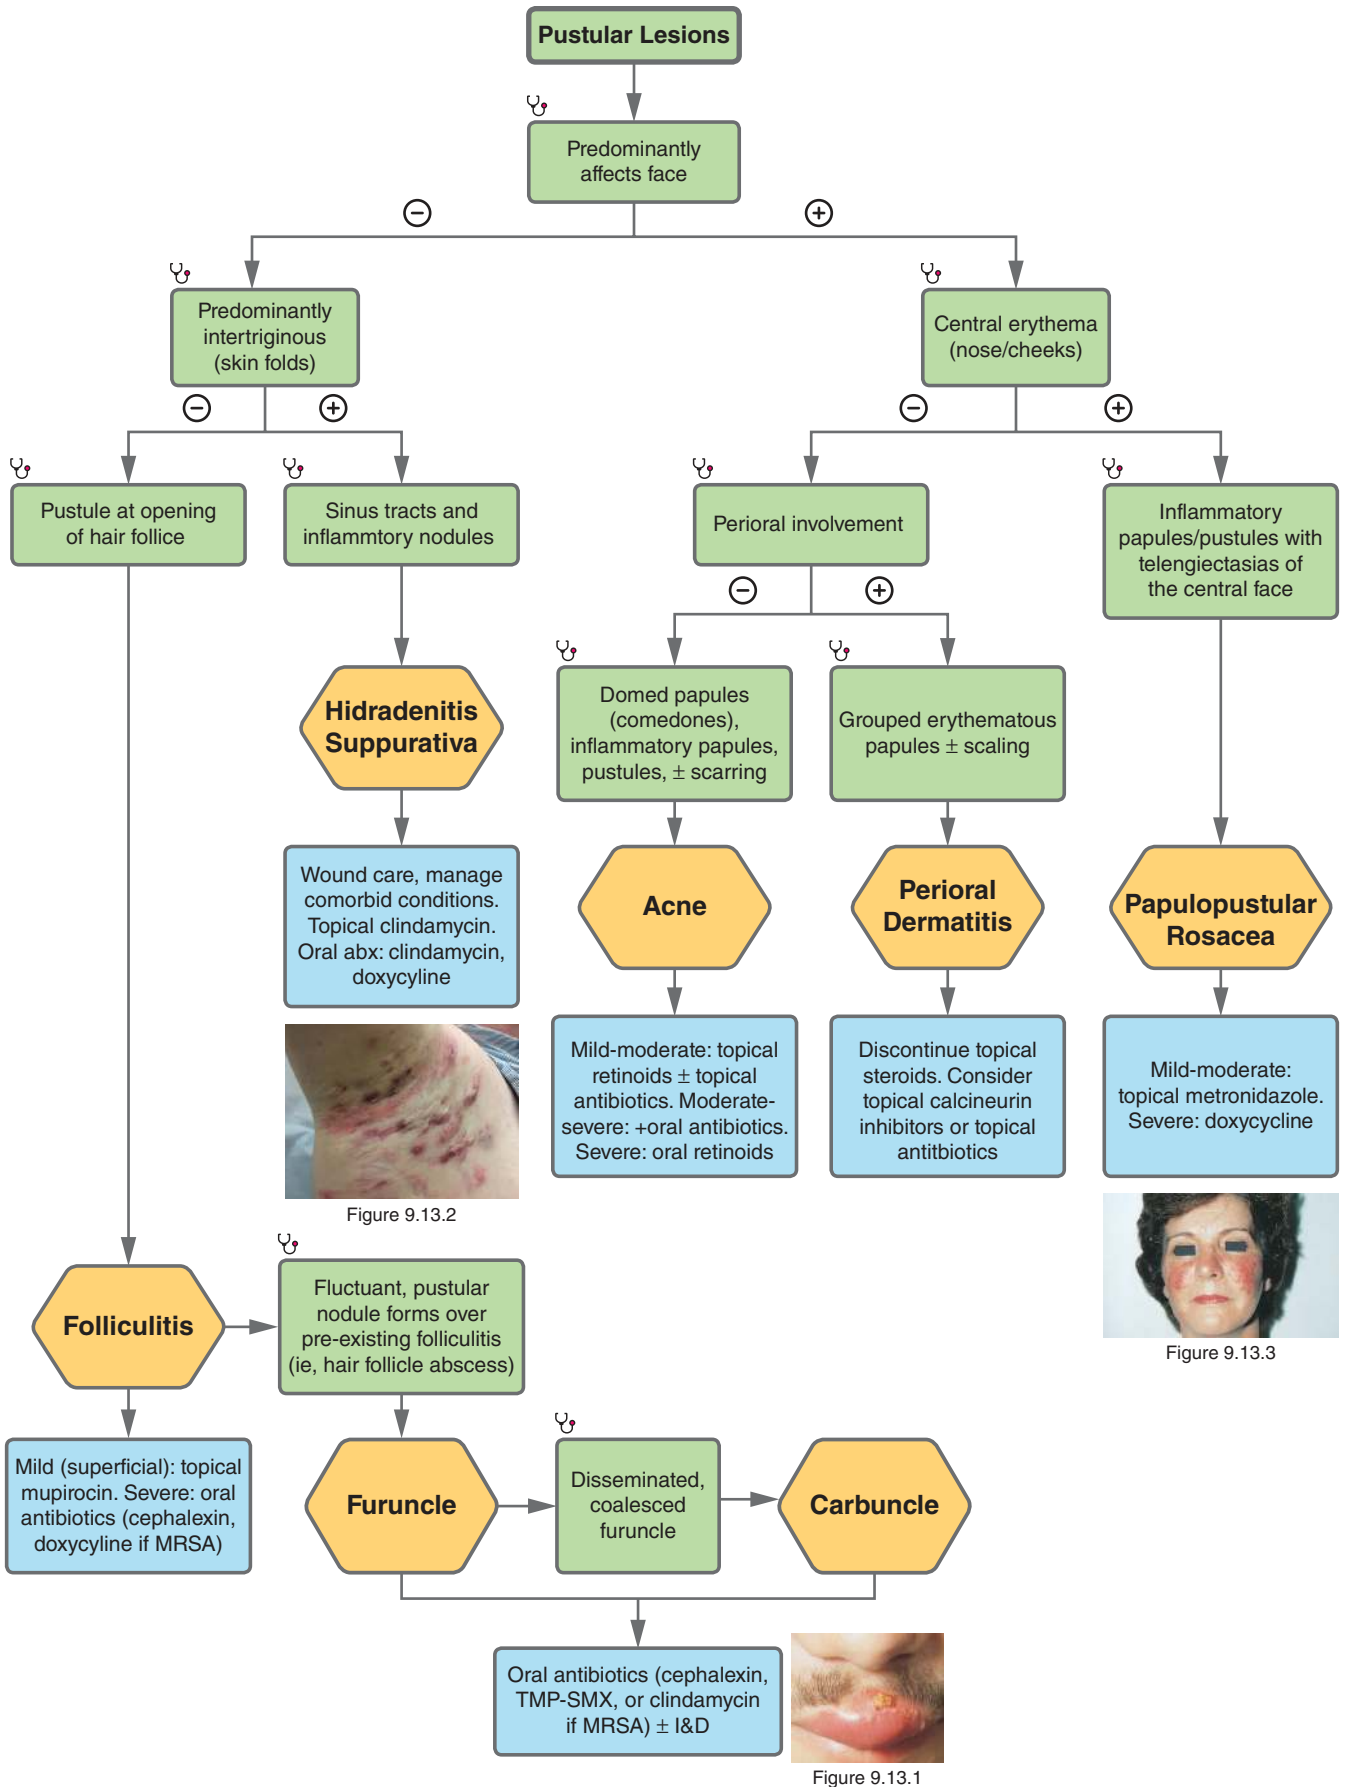 Pustular Lesions
Predominantly
affects face
−
+
Predominantly
intertriginous
(skin folds)
Central erythema
(nose/cheeks)
−
+
−
+
Pustule at opening
of hair follice
Sinus tracts and
inflammtory nodules
Perioral involvement
Inflammatory
papules/pustules with
telengiectasias of
the central face
−
+
Hidradenitis
Suppurativa
Domed papules
(comedones),
inflammatory papules,
pustules, ± scarring
Grouped erythematous
papules ± scaling
Wound care, manage
comorbid conditions.
Topical clindamycin.
Oral abx: clindamycin,
doxycyline
Acne
Perioral
Dermatitis
Papulopustular
Rosacea
Mild-moderate: topical
retinoids ± topical
antibiotics. Moderate-
severe: +oral antibiotics.
Severe: oral retinoids
Discontinue topical
steroids. Consider
topical calcineurin
inhibitors or topical
antitbiotics
Mild-moderate:
topical metronidazole.
Severe: doxycycline
Figure 9.13.2
Figure 9.13.3
Folliculitis
Fluctuant, pustular
nodule forms over
pre-existing folliculitis
(ie, hair follicle abscess)
Mild (superficial): topical
mupirocin. Severe: oral
antibiotics (cephalexin,
doxycyline if MRSA)
Furuncle
Disseminated,
coalesced
furuncle
Carbuncle
Oral antibiotics (cephalexin,
TMP-SMX, or clindamycin
if MRSA) ± I&D
Figure 9.13.1